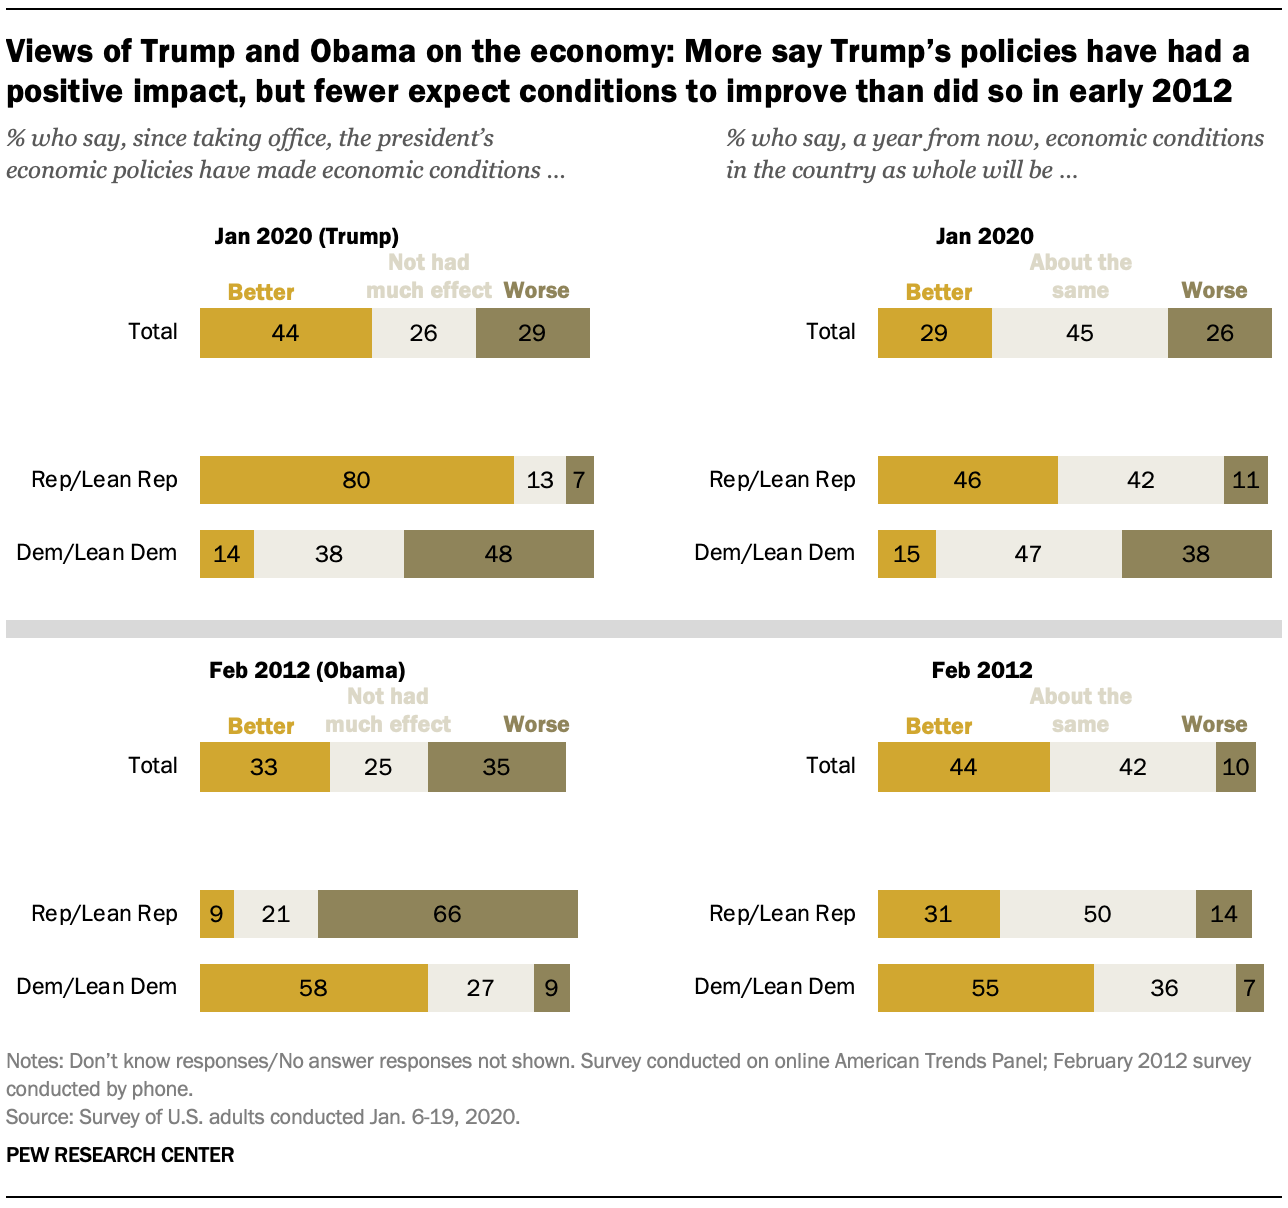 Views of Trump and Obama on the economy: More say Trump's policies have had a
positive impact, but fewer expect conditions to improve than did so in early 2012
% who say, since taking office, the president's
economic policies have made economic conditions ...
% who say, a year from now, economic conditions
in the country as whole will be ...
Jan 2020 (Trump)
Better
Not had
much effect
Worse
Total 44 26 29
Rep/Lean Rep 80 13 7
Dem/Lean Dem 14 38 48
Jan 2020
Better
About the
same
Worse
Total 29 45 26
Rep/Lean Rep 46 42 11
Dem/Lean Dem 15 47 38
Feb 2012 (Obama)
Better
Not had
much effect
Worse
Total 33 25 35
Rep/Lean Rep 9 21 66
Dem/Lean Dem 58 27 9
Feb 2012
Better
About the
same
Worse
Total 44 42 10
Rep/Lean Rep 31 50 14
Dem/Lean Dem 55 36 7
Notes: Don't know responses/No answer responses not shown. Survey conducted on online American Trends Panel; February 2012 survey
conducted by phone.
Source: Survey of U.S. adults conducted Jan. 6-19, 2020.
PEW RESEARCH CENTER